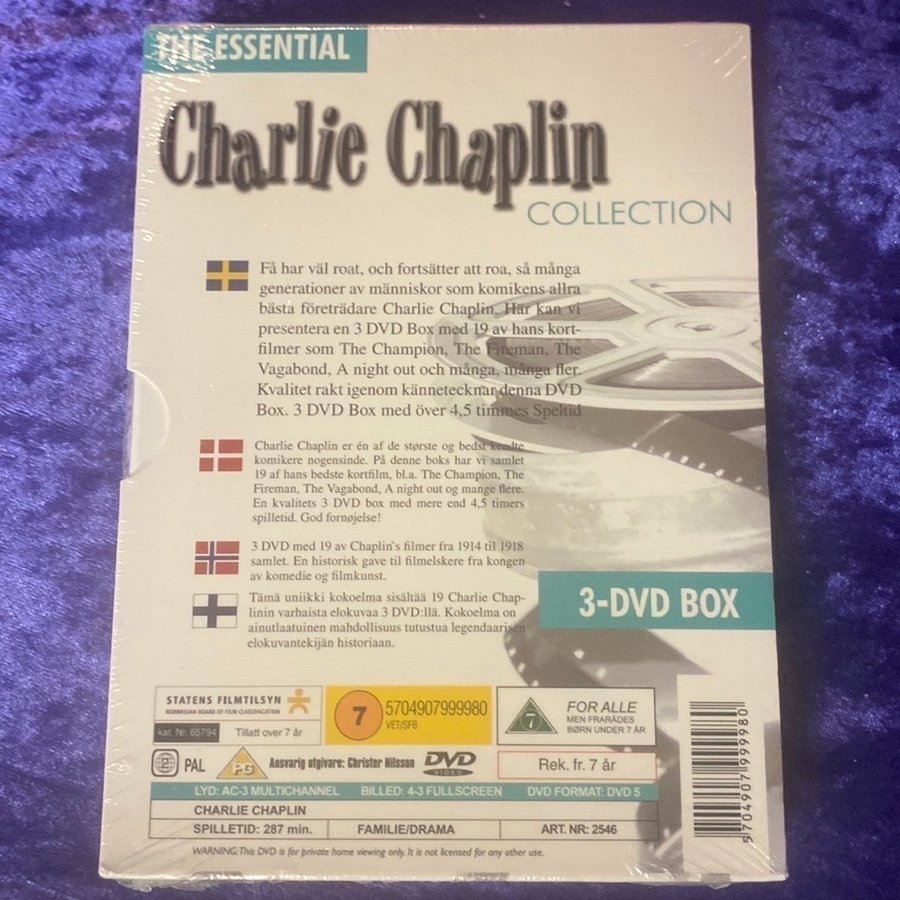 THE ESSENTIAL
Charlie Chaplin
COLLECTION
Få har väl roat, och fortsätter att roa, så många
generationer av människor som komikens allra
bästa företrädare Charlie Chaplin. Här kan vi
presentera en 3 DVD Box med 19 av hans kort-
filmer som The Champion, The Fireman, The
Vagabond, A night out och många, många fler.
Kvalitet rakt igenom kännetecknar denna DVD
Box. 3 DVD Box med över 4,5 timmes Speltid
Charlie Chaplin er én af de største og bedst kendte
komikere nogensinde. På denne boks har vi samlet
19 af hans bedste kortfilm, bl.a. The Champion, The
Fireman, The Vagabond, A night out og mange flere.
En kvalitets 3 DVD box med mere end 4,5 timers
spilletid. God fornøjelse!
3 DVD med 19 av Chaplin`s filmer fra 1914 til 1918
samlet. En historisk gave til filmelskere fra kongen
av komedie og filmkunst.
Tämä uniikki kokoelma sisältää 19 Charlie Chap-
linin varhaista elokuvaa 3 DVD:llä. Kokoelma on
ainutlaatuinen mahdollisuus tutustua legendaarisen
elokuvantekijän historiaan.
3-DVD BOX
STATENS FILMTILSYN
NORWEGIAN BOARD OF FILM CLASSIFICATION
kat. Nr. 65794 Tillatt over 7 år
7 5704907999980
VET/SFB
7 FOR ALLE
MEN FRARÅDES
BØRN UNDER 7 ÅR
2 PAL PG Ansvarig utgivare: Christer Nilsson DVD VIDEO Rek. fr. 7 år
LYD: AC-3 MULTICHANNEL BILLED: 4-3 FULLSCREEN DVD FORMAT: DVD 5
CHARLIE CHAPLIN
SPILLETID: 287 min. FAMILIE/DRAMA ART. NR: 2546
WARNING.This DVD is for private home viewing only. It is not licensed for any other use.
5704907999980